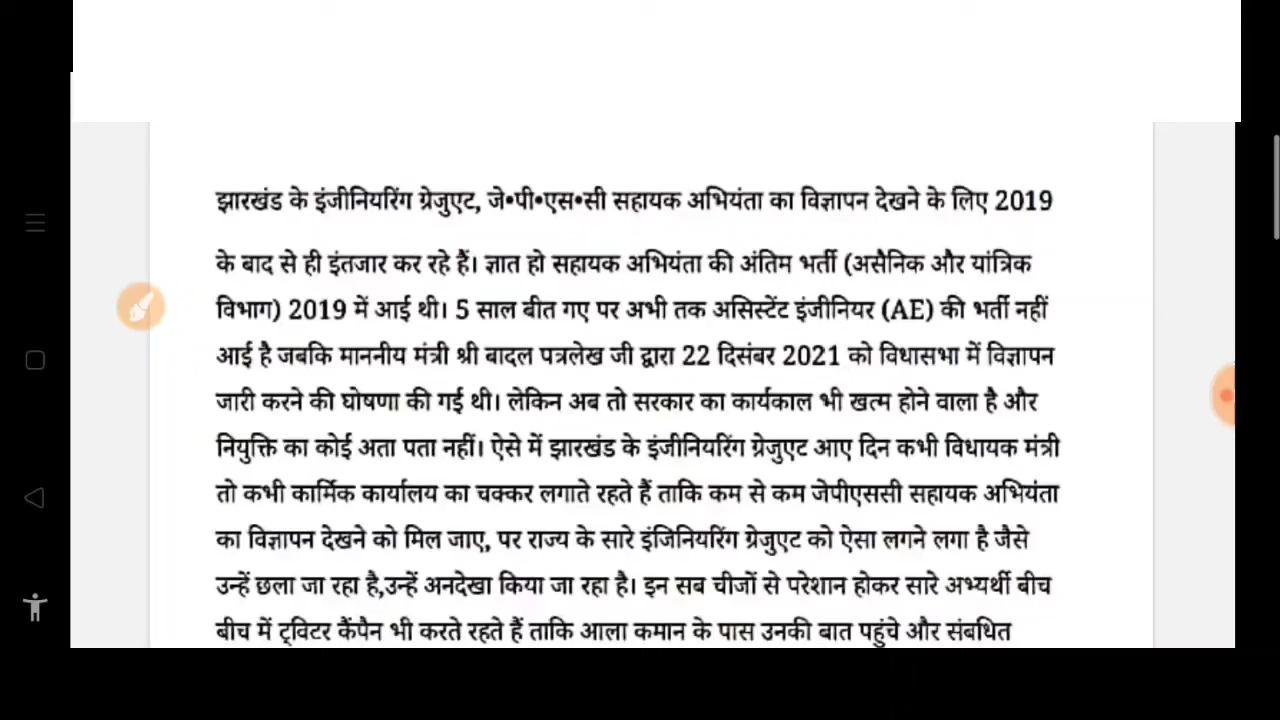 झारखंड के इंजीनियरिंग ग्रेजुएट, जे•पी•एस•सी सहायक अभियंता का विज्ञापन देखने के लिए 2019
के बाद से ही इंतजार कर रहे हैं। ज्ञात हो सहायक अभियंता की अंतिम भर्ती (असैनिक और यांत्रिक
विभाग) 2019 में आई थी। 5 साल बीत गए पर अभी तक असिस्टेंट इंजीनियर (AE) की भर्ती नहीं
आई है जबकि माननीय मंत्री श्री बादल पत्रलेख जी द्वारा 22 दिसंबर 2021 को विधासभा में विज्ञापन
जारी करने की घोषणा की गई थी। लेकिन अब तो सरकार का कार्यकाल भी खत्म होने वाला है और
नियुक्ति का कोई अता पता नहीं। ऐसे में झारखंड के इंजीनियरिंग ग्रेजुएट आए दिन कभी विधायक मंत्री
तो कभी कार्मिक कार्यालय का चक्कर लगाते रहते हैं ताकि कम से कम जेपीएससी सहायक अभियंता
का विज्ञापन देखने को मिल जाए, पर राज्य के सारे इंजिनियरिंग ग्रेजुएट को ऐसा लगने लगा है जैसे
उन्हें छला जा रहा है,उन्हें अनदेखा किया जा रहा है। इन सब चीजों से परेशान होकर सारे अभ्यर्थी बीच
बीच में ट्विटर कैंपैन भी करते रहते हैं ताकि आला कमान के पास उनकी बात पहुंचे और संबधित